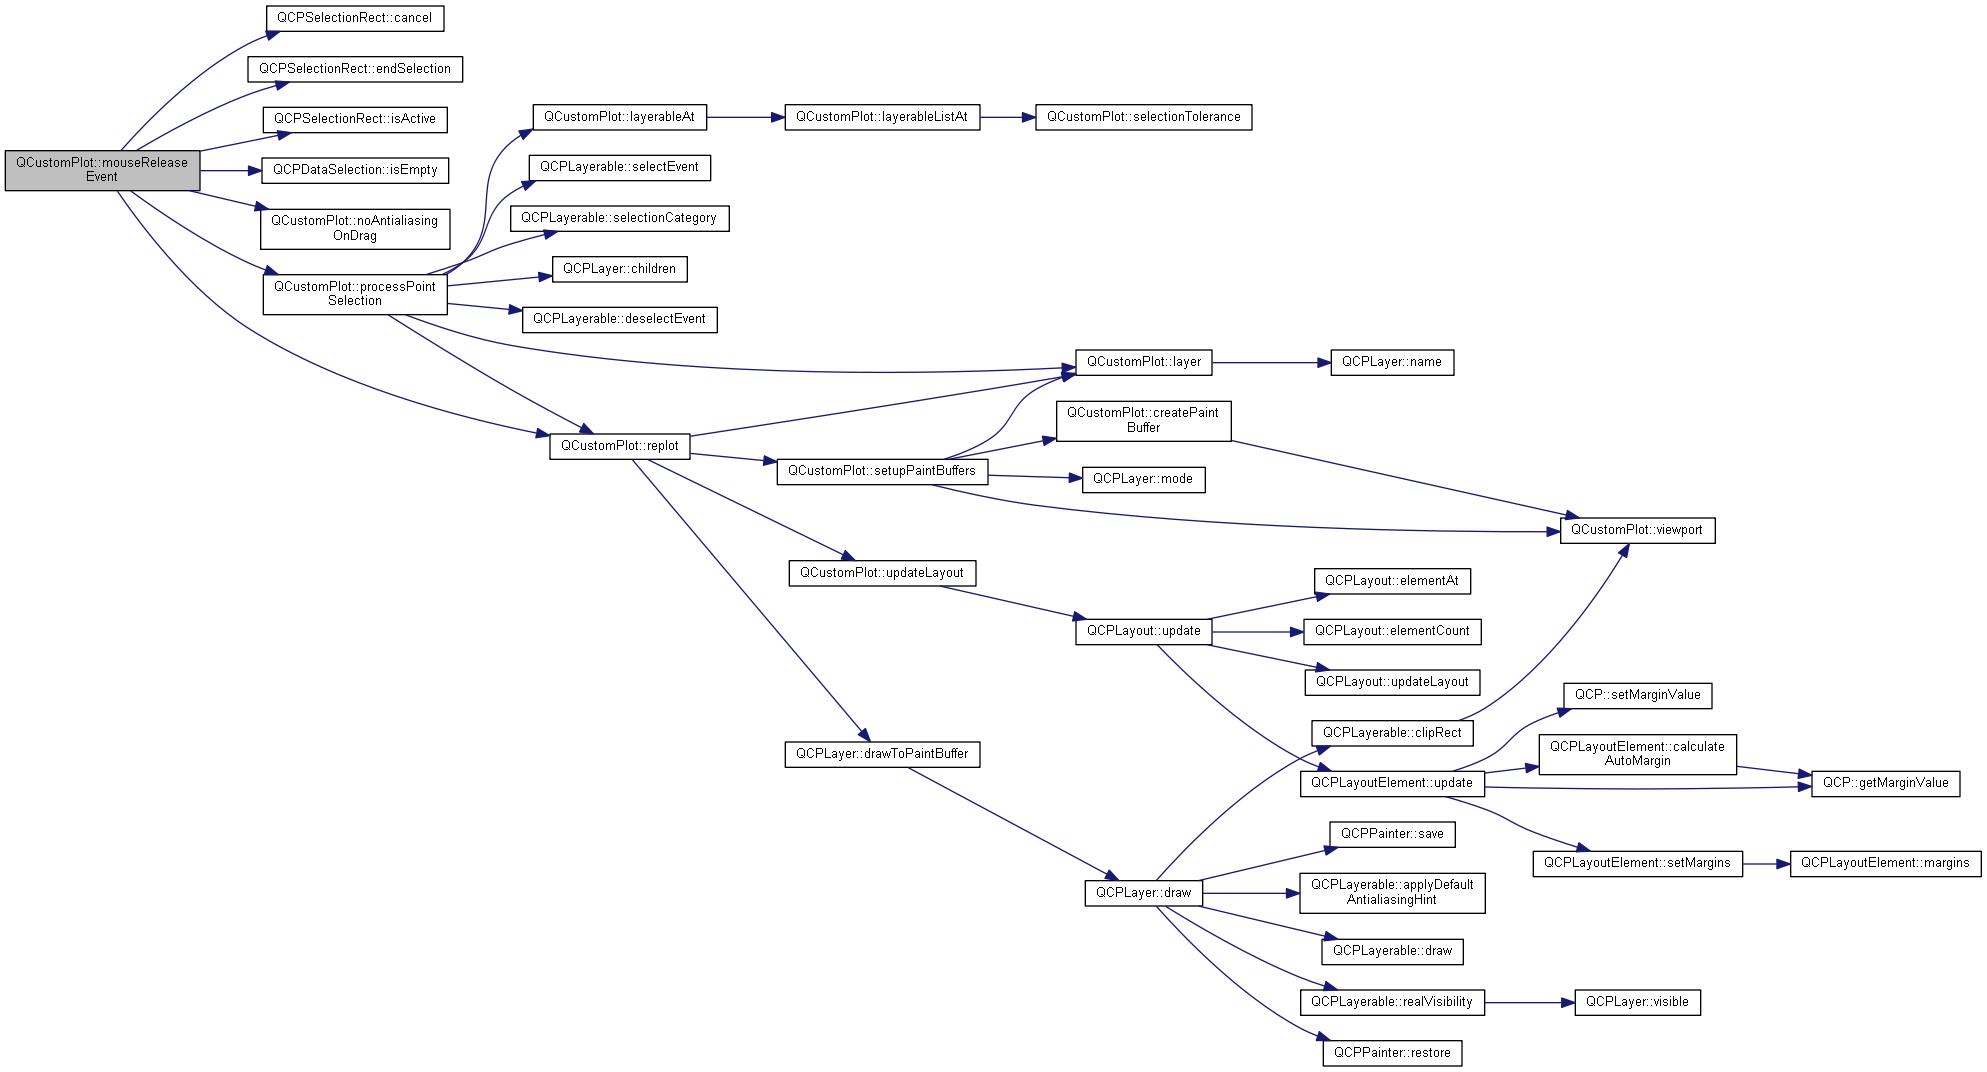 QCPSelectionRect::cancel
QCPSelectionRect::endSelection
QCPSelectionRect::isActive
QCustomPlot::mouseRelease
Event
QCPDataSelection::isEmpty
QCustomPlot::noAntialiasing
OnDrag
QCustomPlot::processPoint
Selection
QCustomPlot::layerableAt
QCustomPlot::layerableListAt
QCustomPlot::selectionTolerance
QCPLayerable::selectEvent
QCPLayerable::selectionCategory
QCPLayer::children
QCPLayerable::deselectEvent
QCustomPlot::layer
QCPLayer::name
QCustomPlot::replot
QCustomPlot::createPaint
Buffer
QCustomPlot::setupPaintBuffers
QCPLayer::mode
QCustomPlot::viewport
QCustomPlot::updateLayout
QCPLayout::elementAt
QCPLayout::update
QCPLayout::elementCount
QCPLayout::updateLayout
QCP::setMarginValue
QCPLayerable::clipRect
QCPLayoutElement::calculate
AutoMargin
QCPLayer::drawToPaintBuffer
QCPLayoutElement::update
QCP::getMarginValue
QCPPainter::save
QCPLayoutElement::setMargins
QCPLayoutElement::margins
QCPLayer::draw
QCPLayerable::applyDefault
AntialiasingHint
QCPLayerable::draw
QCPLayerable::realVisibility
QCPLayer::visible
QCPPainter::restore